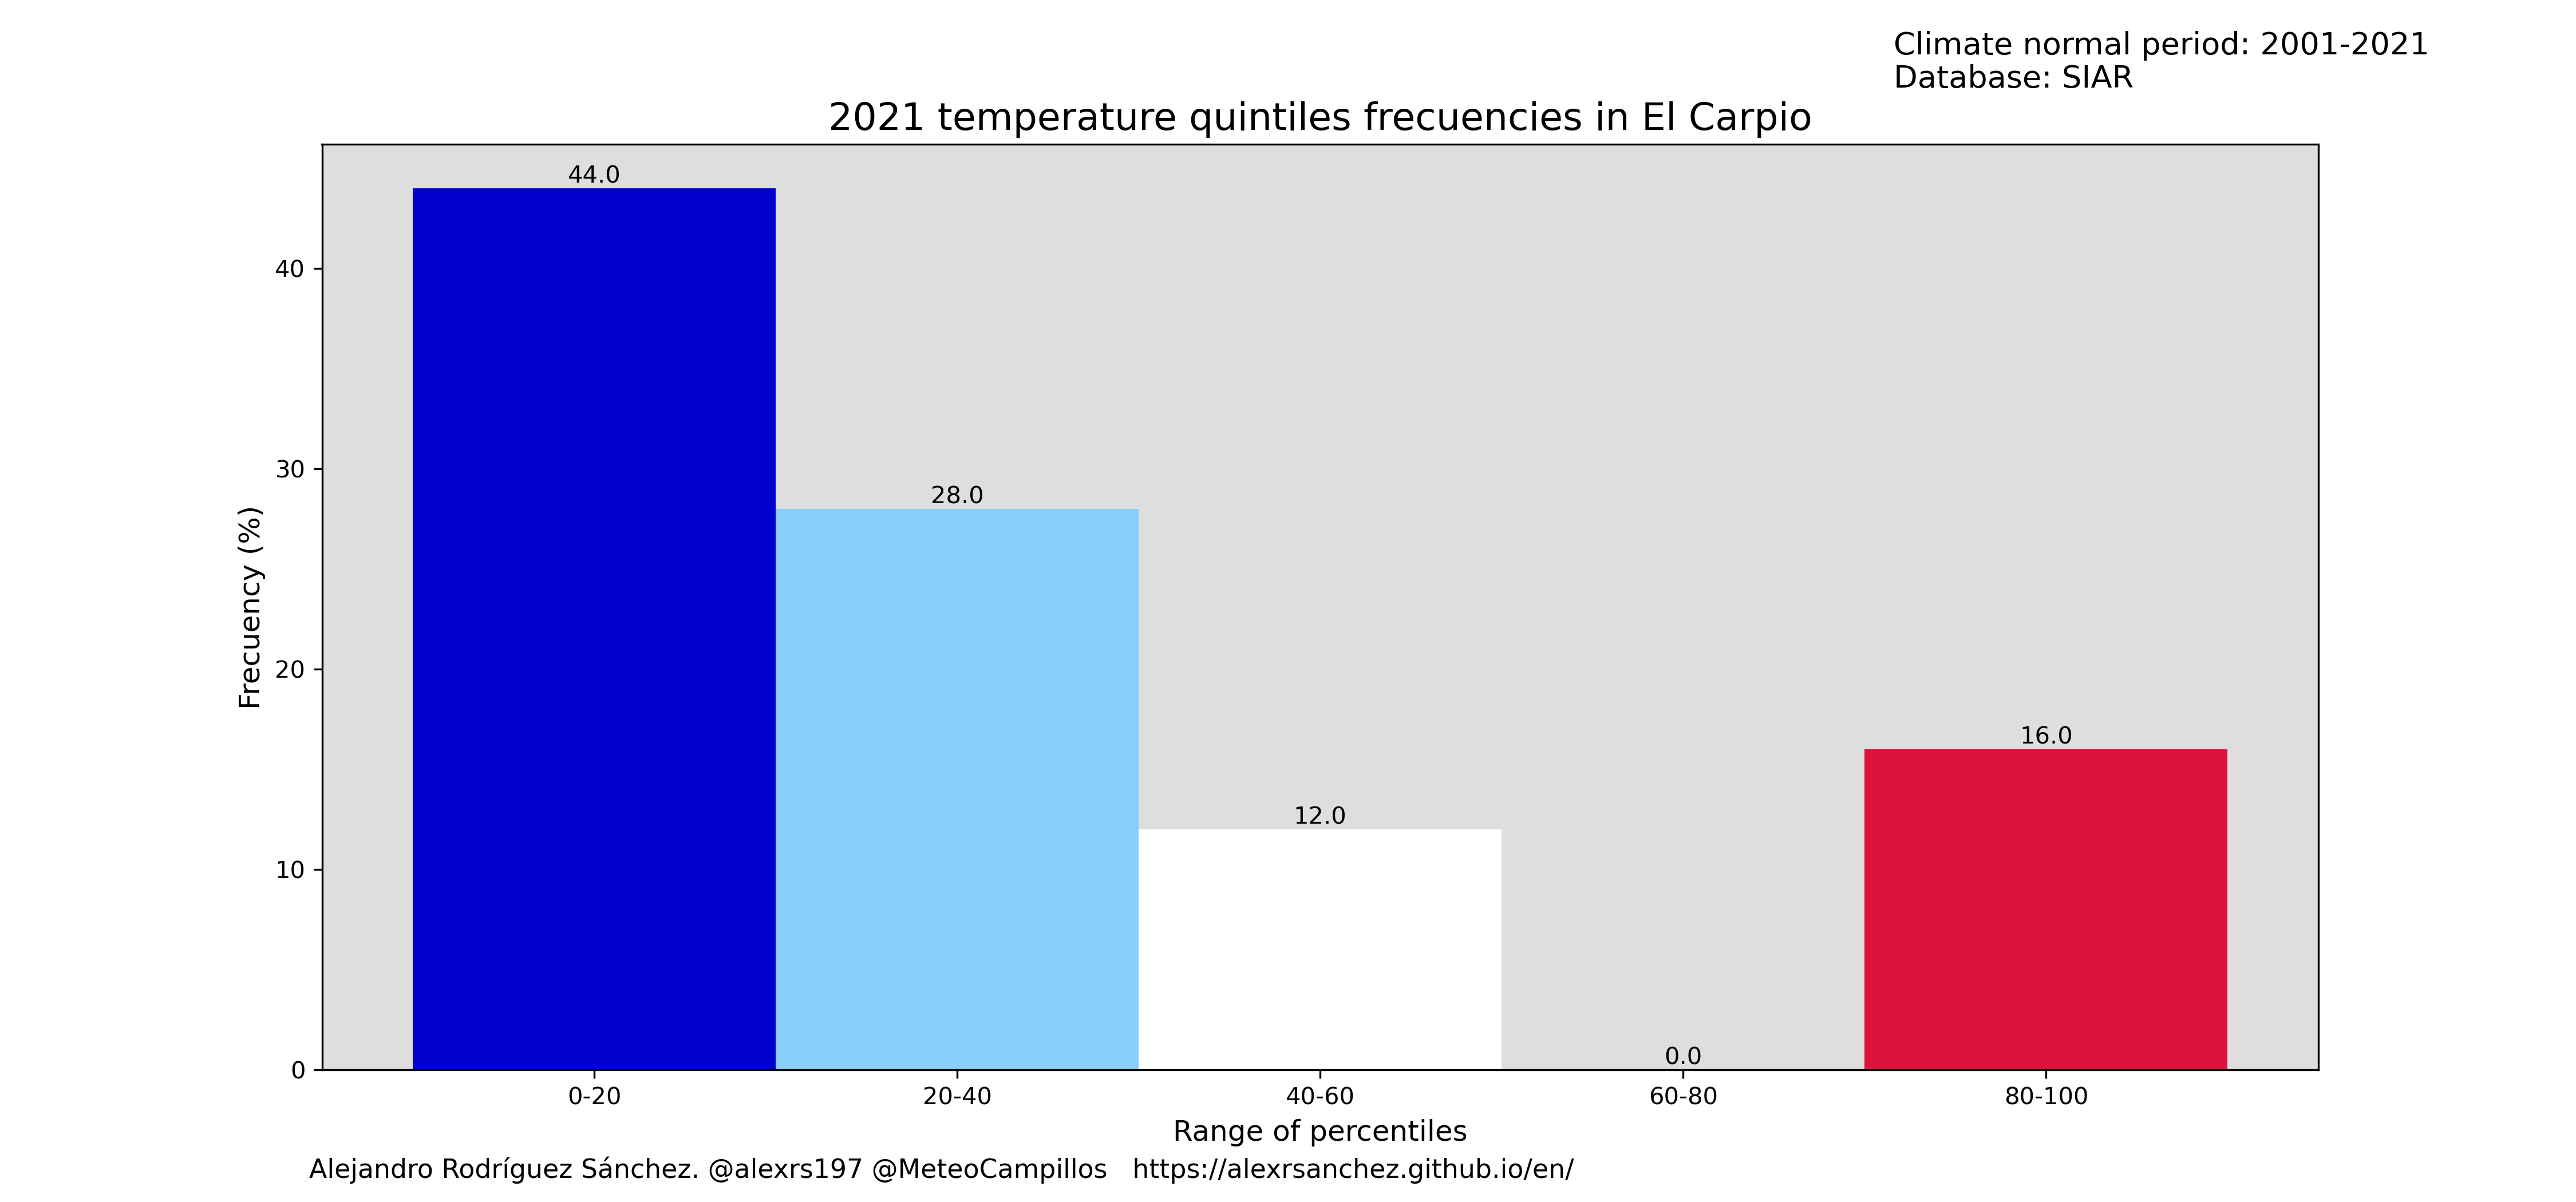 Climate normal period: 2001-2021
Database: SIAR
2021 temperature quintiles frecuencies in El Carpio
44.0
40
30
28.0
Frecuency (%)
20
16.0
12.0
10
0.0
0
0-20 20-40 40-60 60-80 80-100
Range of percentiles
Alejandro Rodríguez Sánchez. @alexrs197 @MeteoCampillos https://alexrsanchez.github.io/en/